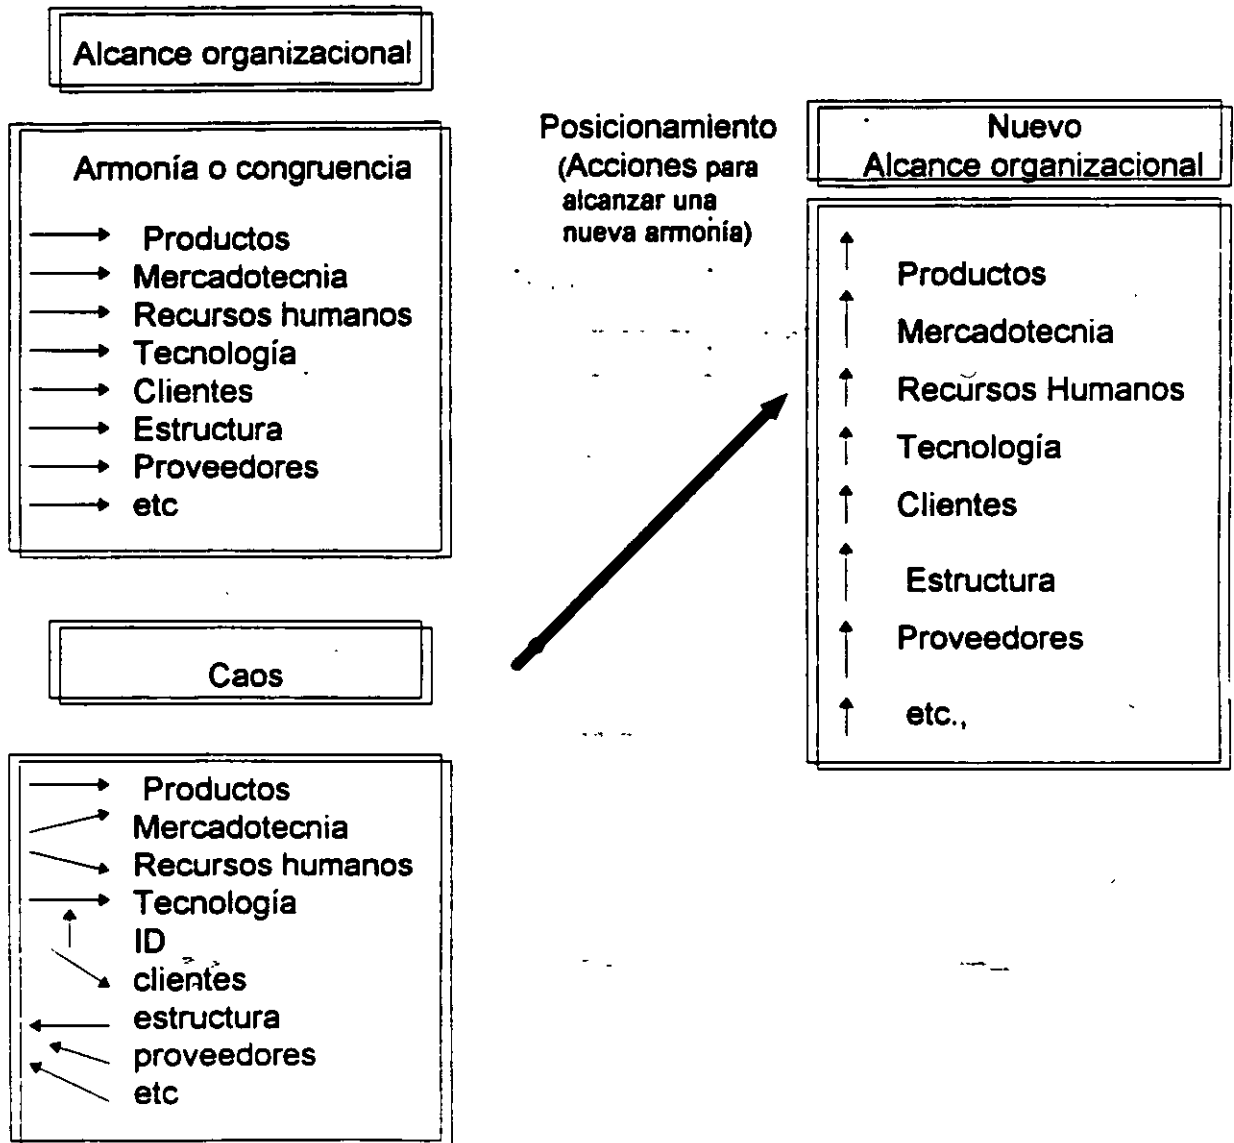 Alcance organizacional
Armonía o congruencia
Productos
Mercadotecnia
Recursos humanos
Tecnología
Clientes
Estructura
Proveedores
etc
Caos
Productos
Mercadotecnia
Recursos humanos
Tecnología
ID
clientes
estructura
proveedores
etc
Posicionamiento
(Acciones para
alcanzar una
nueva armonía)
Nuevo
Alcance organizacional
Productos
Mercadotecnia
Recursos Humanos
Tecnología
Clientes
Estructura
Proveedores
etc.,